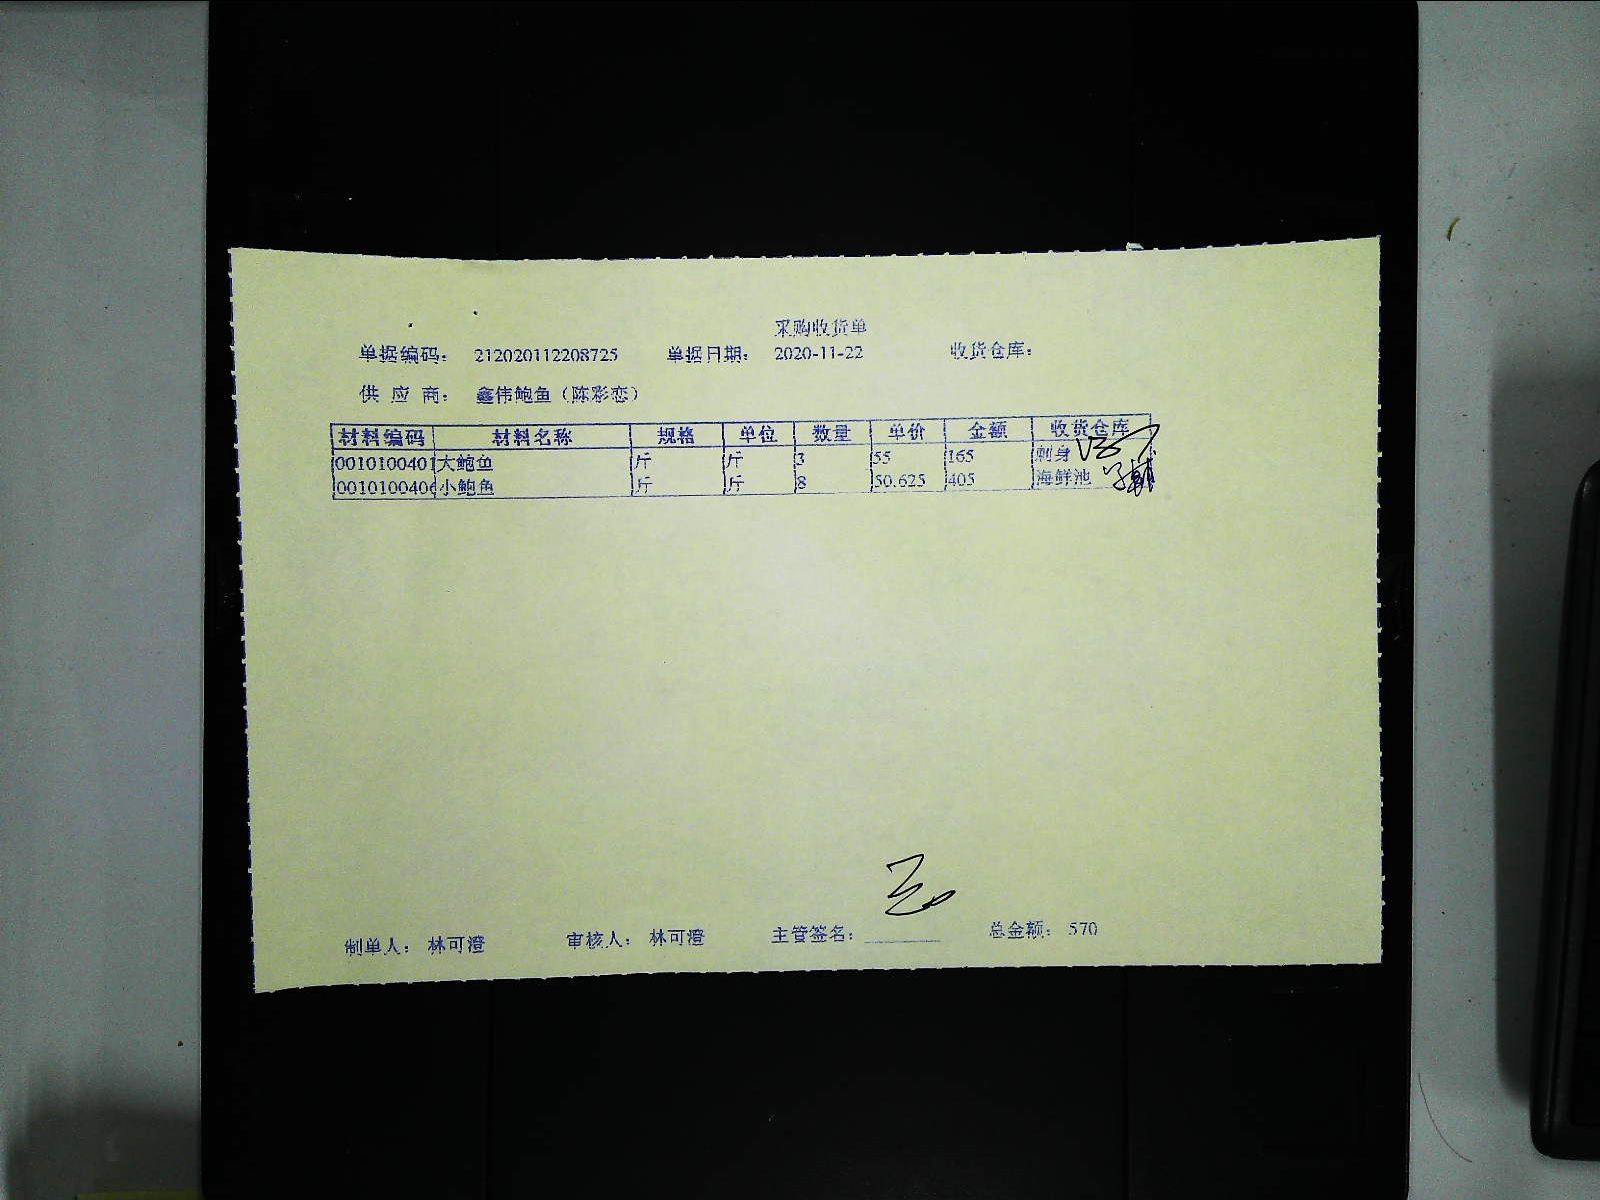 采购收货单
单据编码： 212020112208725 单据日期： 2020-11-22 收货仓库：
供 应 商： 鑫伟鲍鱼（陈彩恋）
材料编码 材料名称 规格 单位 数量 单价 金额 收货仓库
0010100401 大鲍鱼 斤 斤 3 55 165 刺身
0010100406 小鲍鱼 斤 斤 8 50.625 405 海鲜池
制单人： 林可澄 审核人： 林可澄 主管签名： 总金额： 570